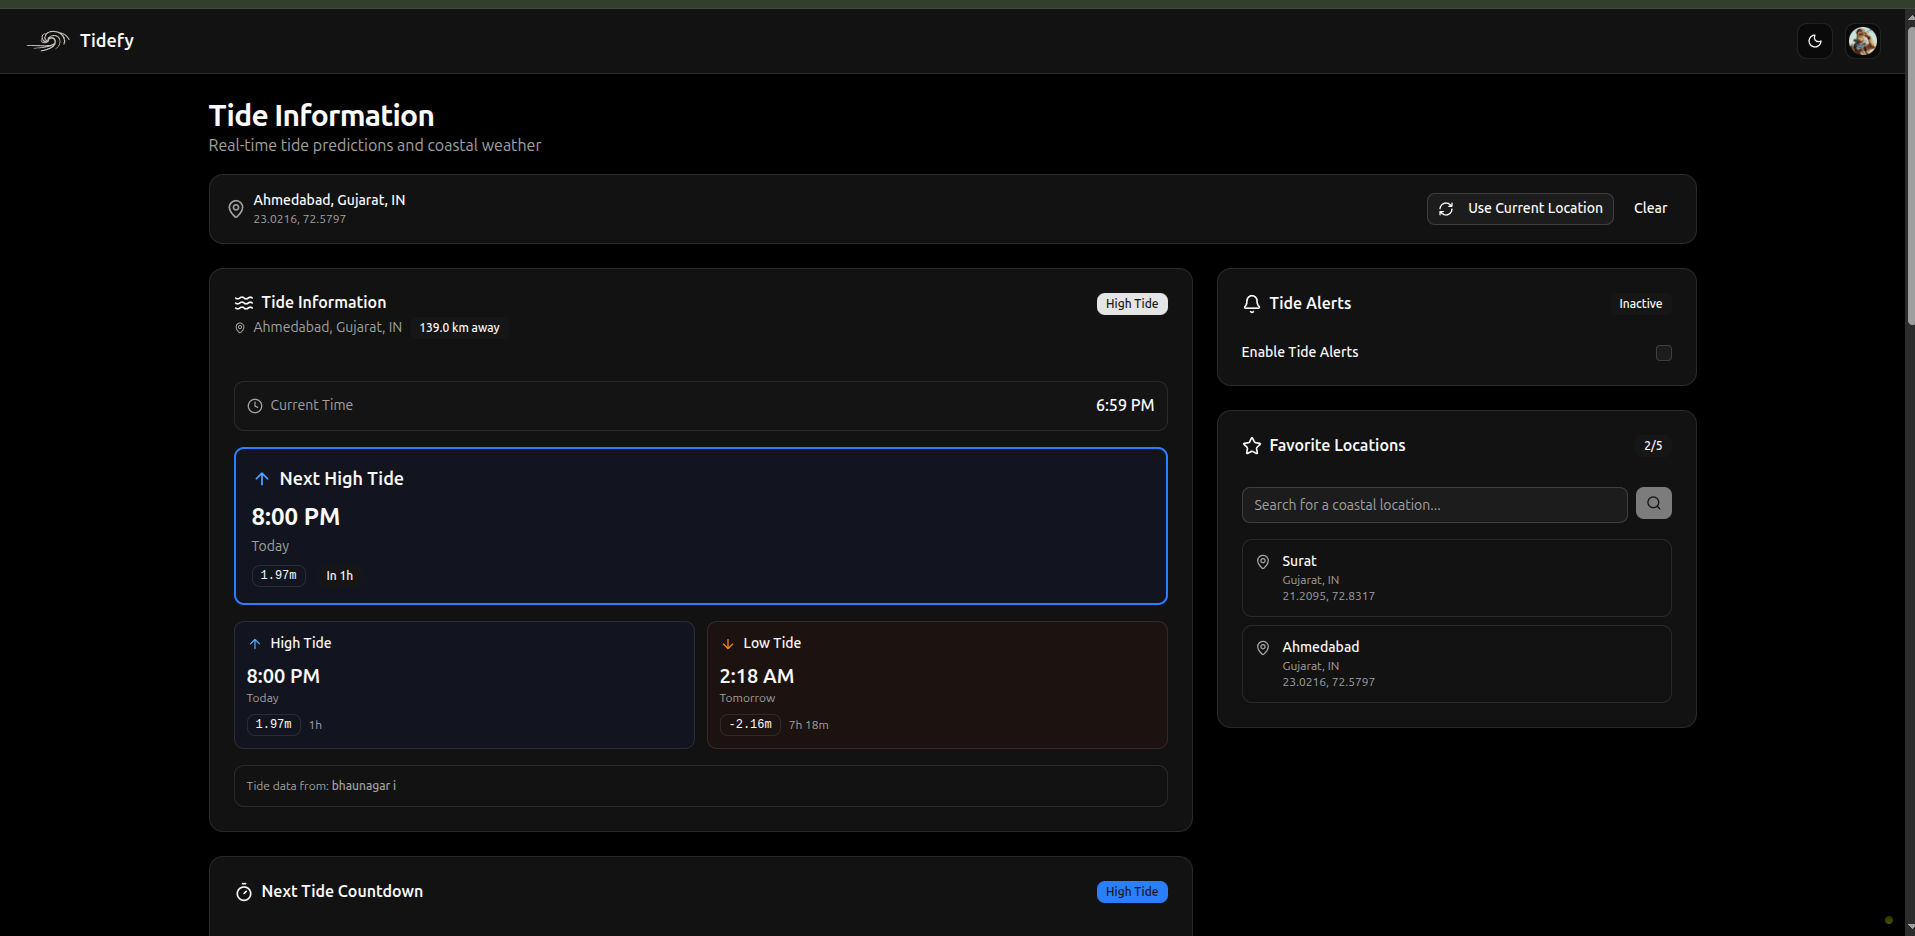 Tidefy
Tide Information
Real-time tide predictions and coastal weather
Ahmedabad, Gujarat, IN
23.0216, 72.5797
Use Current Location
Clear
Tide Information
High Tide
Ahmedabad, Gujarat, IN 139.0 km away
Current Time
6:59 PM
Next High Tide
8:00 PM
Today
1.97m In 1h
High Tide
8:00 PM
Today
1.97m 1h
Low Tide
2:18 AM
Tomorrow
-2.16m 7h 18m
Tide data from: bhaunagar i
Next Tide Countdown
High Tide
Tide Alerts
Inactive
Enable Tide Alerts
Favorite Locations
2/5
Search for a coastal location...
Surat
Gujarat, IN
21.2095, 72.8317
Ahmedabad
Gujarat, IN
23.0216, 72.5797